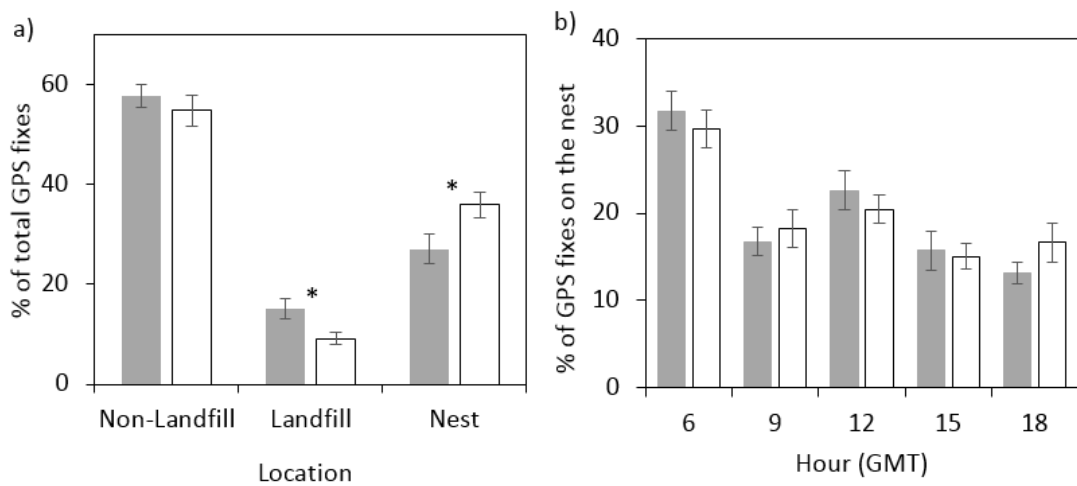 a)
% of total GPS fixes
60
40
20
0
*
*
Non-Landfill
Landfill
Nest
Location
b)
% of GPS fixes on the nest
40
30
20
10
0
6
9
12
15
18
Hour (GMT)